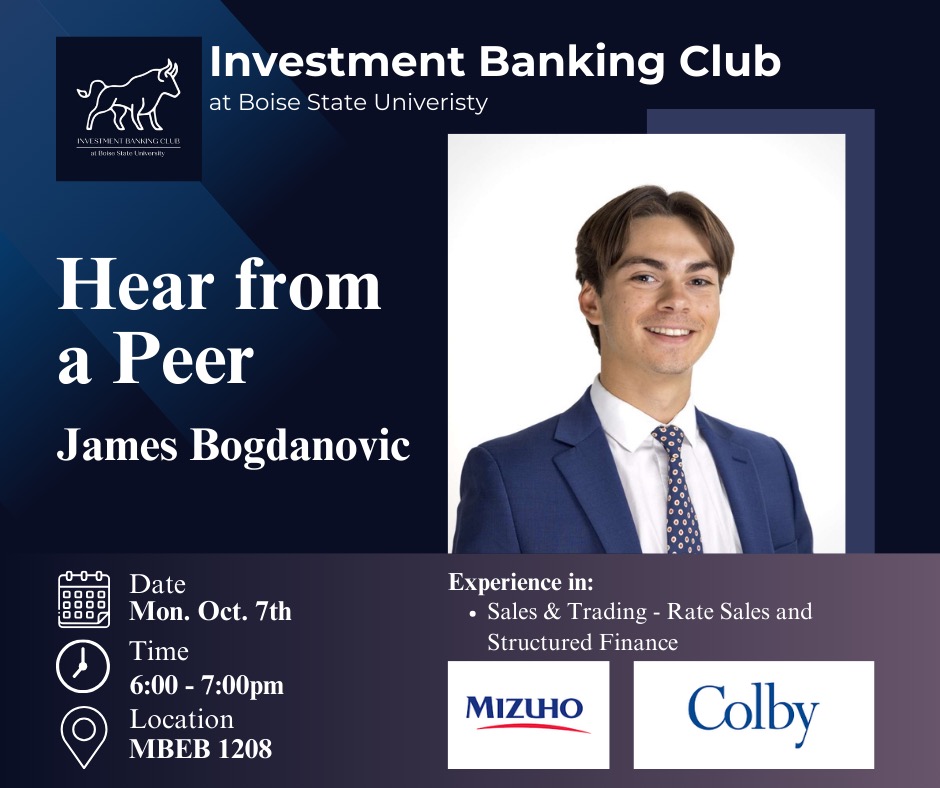 Investment Banking Club
at Boise State Univeristy
INVESTMENT BANKING CLUB
at Boise State University
Hear from
a Peer
James Bogdanovic
Date
Mon. Oct. 7th
Time
6:00 - 7:00pm
Location
MBEB 1208
Experience in:
• Sales & Trading - Rate Sales and
Structured Finance
MIZUHO
Colby